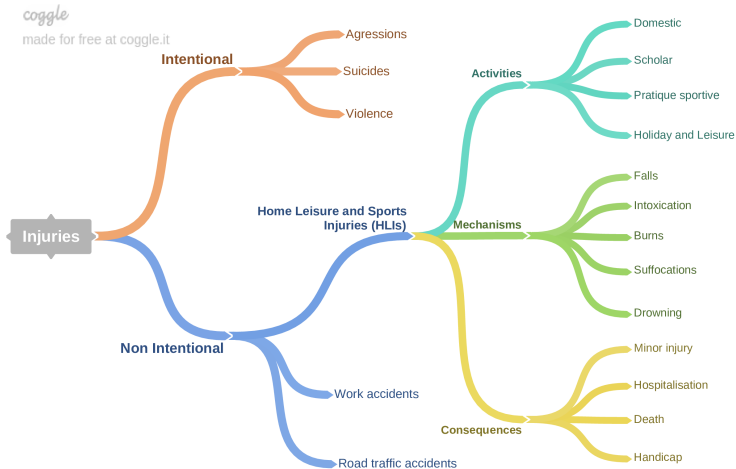 coggle
made for free at coggle.it
Injuries
Intentional
Agressions
Suicides
Violence
Non Intentional
Home Leisure and Sports
Injuries (HLIs)
Work accidents
Road traffic accidents
Activities
Domestic
Scholar
Pratique sportive
Holiday and Leisure
Mechanisms
Falls
Intoxication
Burns
Suffocations
Drowning
Consequences
Minor injury
Hospitalisation
Death
Handicap